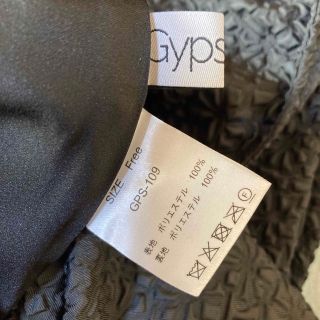 Gyps
SIZE Free
GPS-109
表地 ポリエステル 100%
裏地 ポリエステル 100%
F